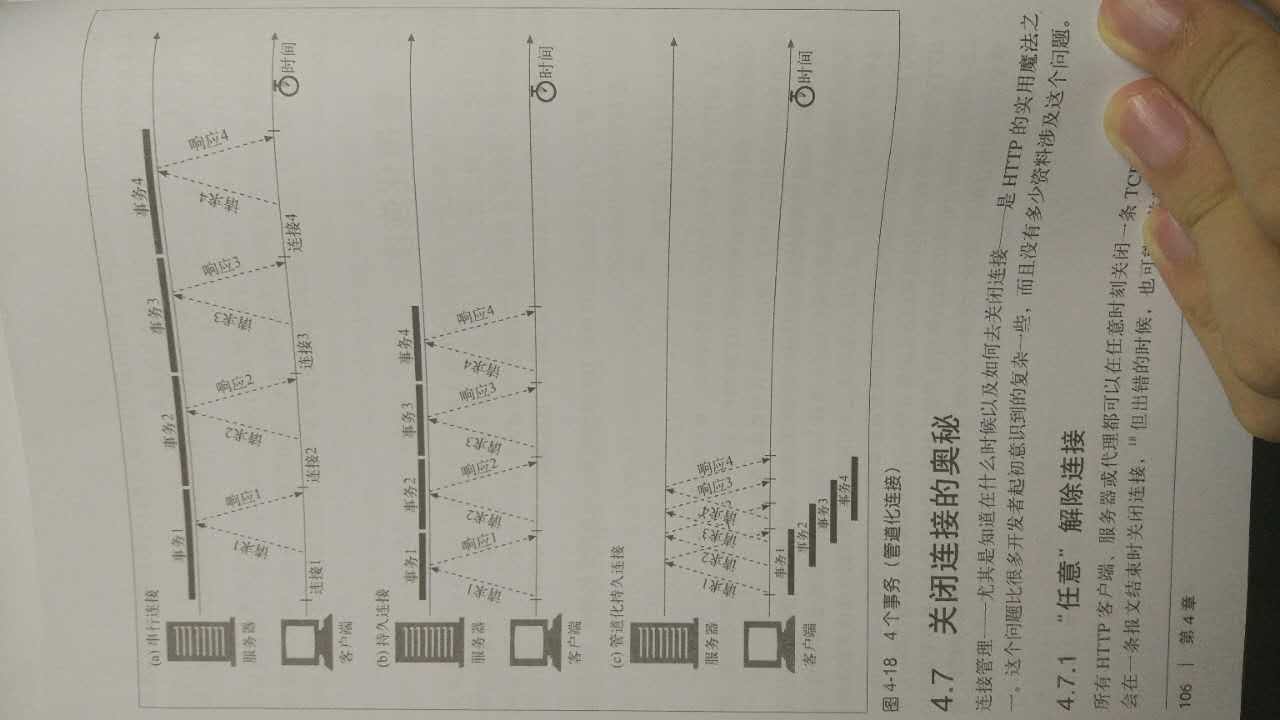 (a) 串行连接
事务1 事务2 事务3 事务4
服务器
请求1 响应1 请求2 响应2 请求3 响应3 请求4 响应4
连接1 连接2 连接3 连接4
时间
客户端
(b) 持久连接
事务1 事务2 事务3 事务4
服务器
请求1 响应1 请求2 响应2 请求3 响应3 请求4 响应4
时间
客户端
(c) 管道化持久连接
服务器
请求1 请求2 请求3 请求4 响应3 响应4
事务1
客户端
事务2
时间
事务3
事务4
图 4-18 4 个事务（管道化连接）
4.7 关闭连接的奥秘
连接管理——尤其是知道在什么时候以及如何去关闭连接——是 HTTP 的实用魔法之
一。这个问题比很多开发者起初意识到的复杂一些，而且没有多少资料涉及这个问题。
4.7.1 “任意”解除连接
所有 HTTP 客户端、服务器或代理都可以在任意时刻关闭一条 TCP
会在一条报文结束时关闭连接，18 但出错的时候，也可能
106 | 第 4 章